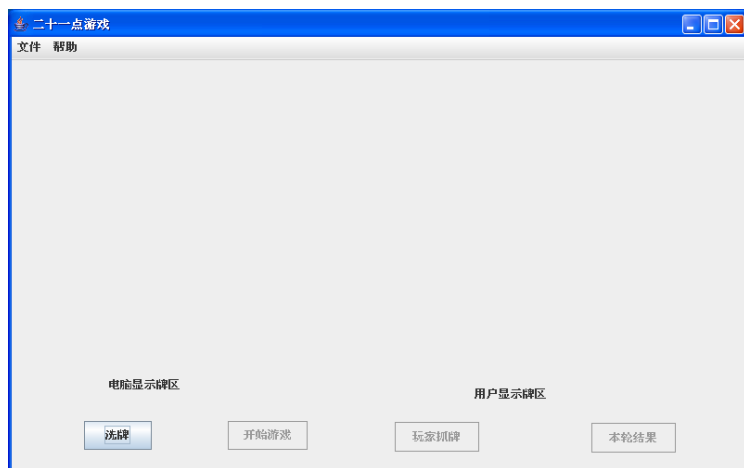 二十一点游戏
文件 帮助
电脑显示牌区
用户显示牌区
洗牌 开始游戏 玩家抓牌 本轮结果